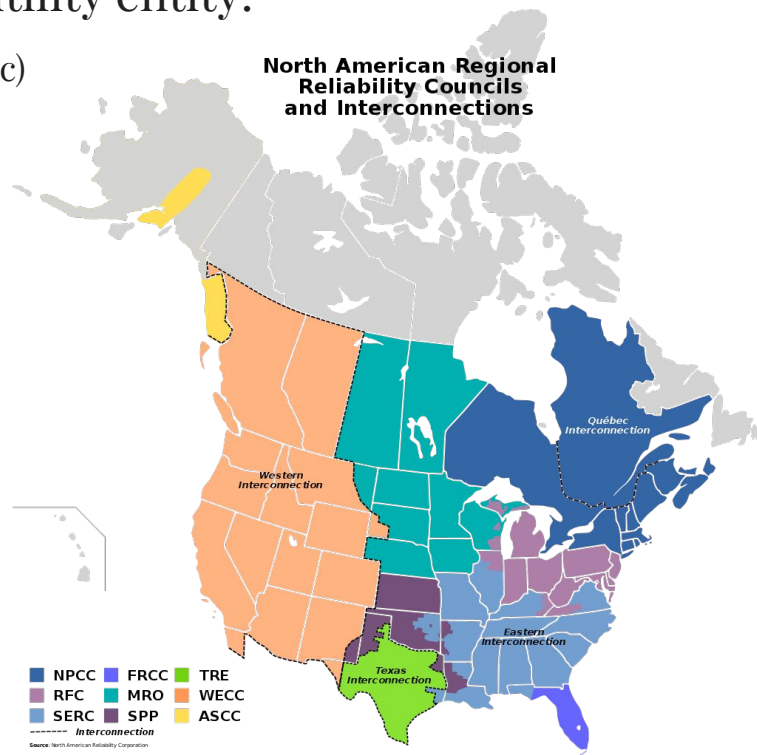 c)
North American Regional
Reliability Councils
and Interconnections
Québec
Interconnection
Western
Interconnection
Eastern
Interconnection
Texas
Interconnection
NPCC FRCC TRE
RFC MRO WECC
SERC SPP ASCC
Interconnection
Source: North American Reliability Corporation